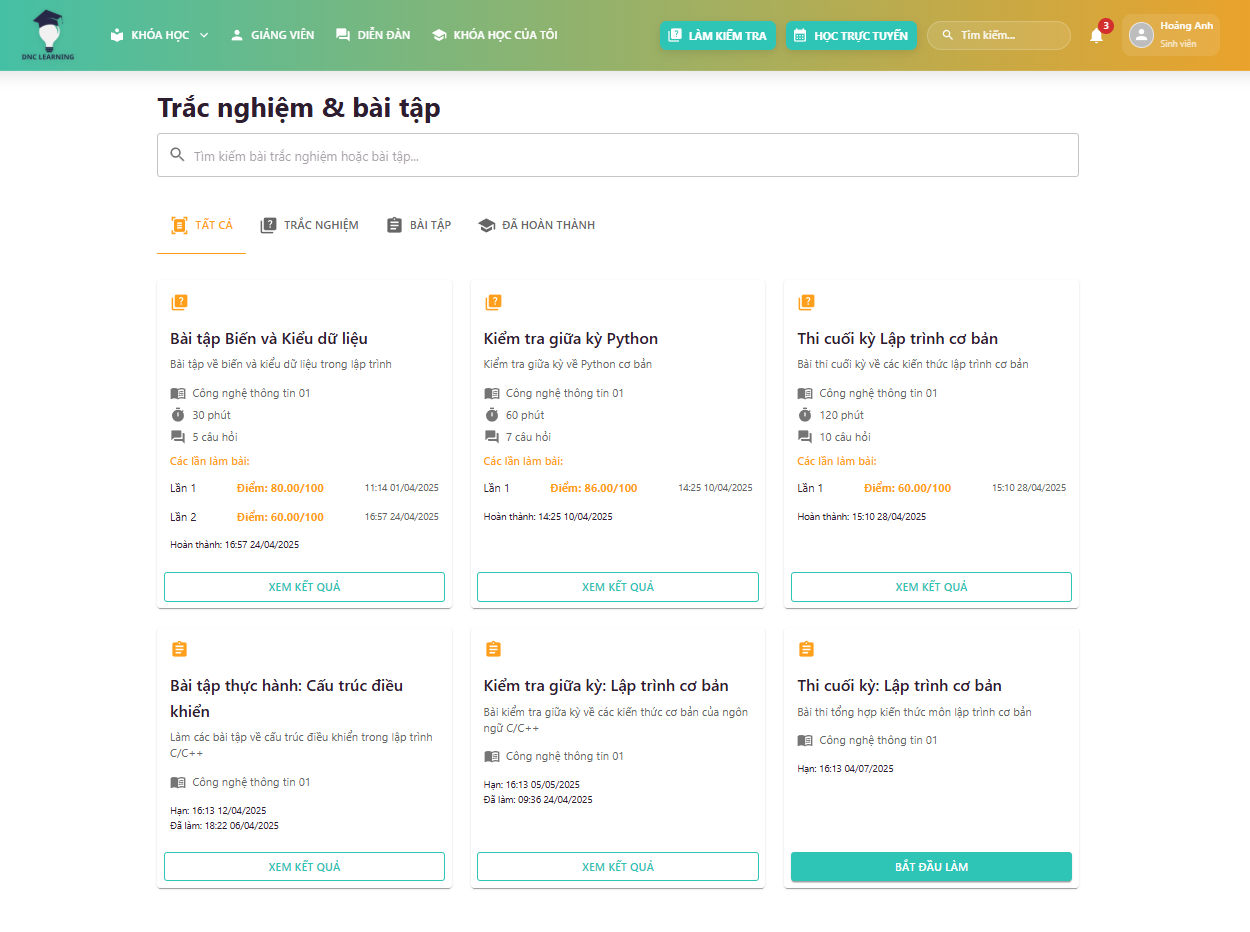 DNC LEARNING
KHÓA HỌC
GIẢNG VIÊN
DIỄN ĐÀN
KHÓA HỌC CỦA TÔI
LÀM KIỂM TRA
HỌC TRỰC TUYẾN
Tìm kiếm...
3
Hoàng Anh
Sinh viên
Trắc nghiệm & bài tập
Tìm kiếm bài trắc nghiệm hoặc bài tập...
TẤT CẢ
TRẮC NGHIỆM
BÀI TẬP
ĐÃ HOÀN THÀNH
Bài tập Biến và Kiểu dữ liệu
Bài tập về biến và kiểu dữ liệu trong lập trình
Công nghệ thông tin 01
30 phút
5 câu hỏi
Các lần làm bài:
Lần 1 Điểm: 80.00/100 11:14 01/04/2025
Lần 2 Điểm: 60.00/100 16:57 24/04/2025
Hoàn thành: 16:57 24/04/2025
XEM KẾT QUẢ
Kiểm tra giữa kỳ Python
Kiểm tra giữa kỳ về Python cơ bản
Công nghệ thông tin 01
60 phút
7 câu hỏi
Các lần làm bài:
Lần 1 Điểm: 86.00/100 14:25 10/04/2025
Hoàn thành: 14:25 10/04/2025
XEM KẾT QUẢ
Thi cuối kỳ Lập trình cơ bản
Bài thi cuối kỳ về các kiến thức lập trình cơ bản
Công nghệ thông tin 01
120 phút
10 câu hỏi
Các lần làm bài:
Lần 1 Điểm: 60.00/100 15:10 28/04/2025
Hoàn thành: 15:10 28/04/2025
XEM KẾT QUẢ
Bài tập thực hành: Cấu trúc điều
khiển
Làm các bài tập về cấu trúc điều khiển trong lập trình
C/C++
Công nghệ thông tin 01
Hạn: 16:13 12/04/2025
Đã làm: 18:22 06/04/2025
XEM KẾT QUẢ
Kiểm tra giữa kỳ: Lập trình cơ bản
Bài kiểm tra giữa kỳ về các kiến thức cơ bản của ngôn
ngữ C/C++
Công nghệ thông tin 01
Hạn: 16:13 05/05/2025
Đã làm: 09:36 24/04/2025
XEM KẾT QUẢ
Thi cuối kỳ: Lập trình cơ bản
Bài thi tổng hợp kiến thức môn lập trình cơ bản
Công nghệ thông tin 01
Hạn: 16:13 04/07/2025
BẮT ĐẦU LÀM